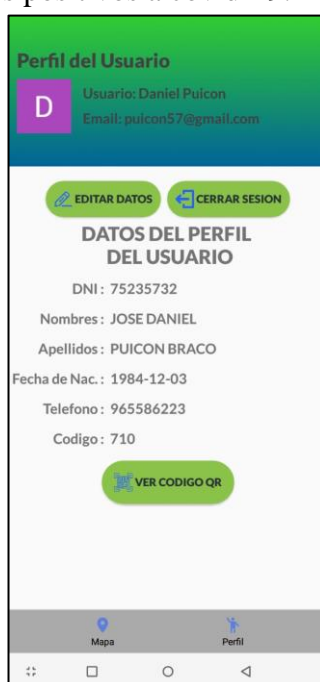 Perfil del Usuario
D
Usuario: Daniel Puicon
Email: puicon57@gmail.com
EDITAR DATOS
CERRAR SESION
DATOS DEL PERFIL
DEL USUARIO
DNI: 75235732
Nombres: JOSE DANIEL
Apellidos: PUICON BRACO
Fecha de Nac.: 1984-12-03
Telefono: 965586223
Codigo: 710
VER CODIGO QR
Mapa
Perfil